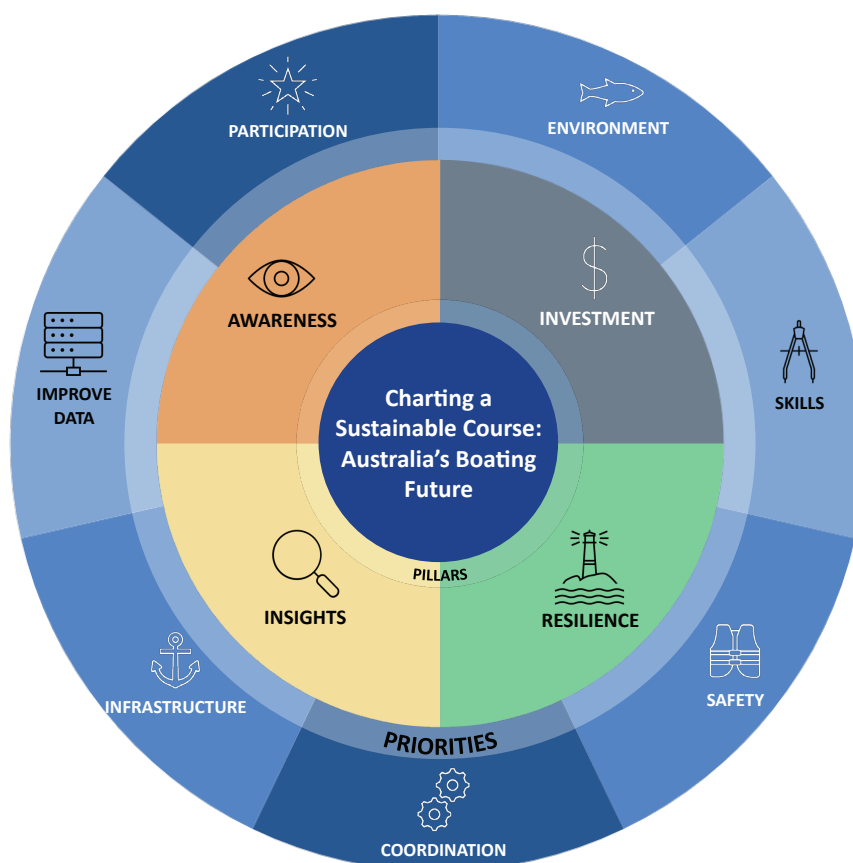 PARTICIPATION
ENVIRONMENT
AWARENESS
INVESTMENT
IMPROVE
DATA
Charting a
Sustainable Course:
Australia’s Boating
Future
SKILLS
PILLARS
INSIGHTS
RESILIENCE
INFRASTRUCTURE
SAFETY
PRIORITIES
COORDINATION